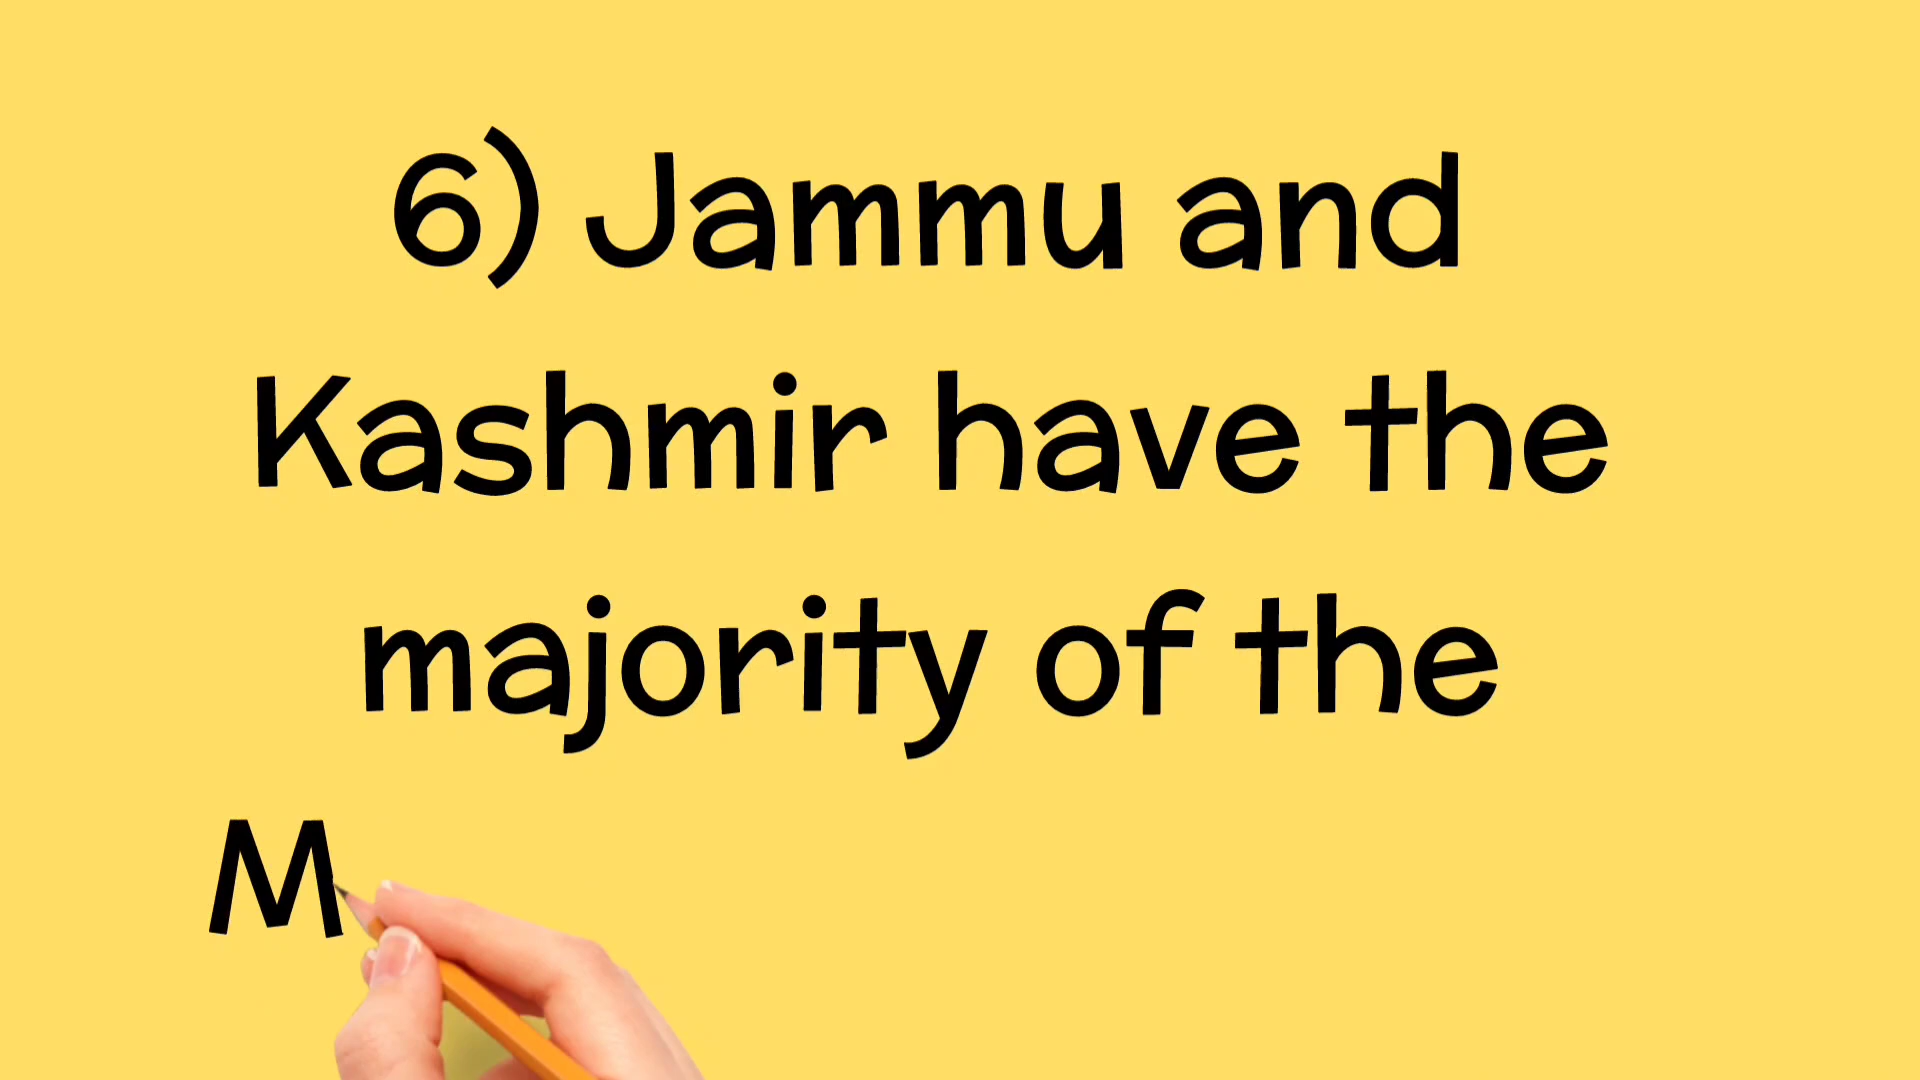 6) Jammu and
Kashmir have the
majority of the
M